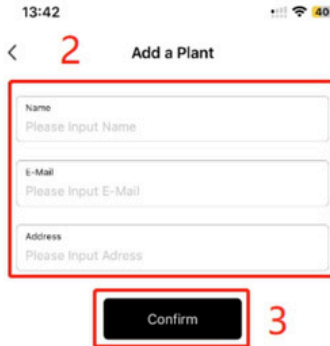 13:42
40
2
Add a Plant
Name
Please Input Name
E-Mail
Please Input E-Mail
Address
Please Input Adress
Confirm
3